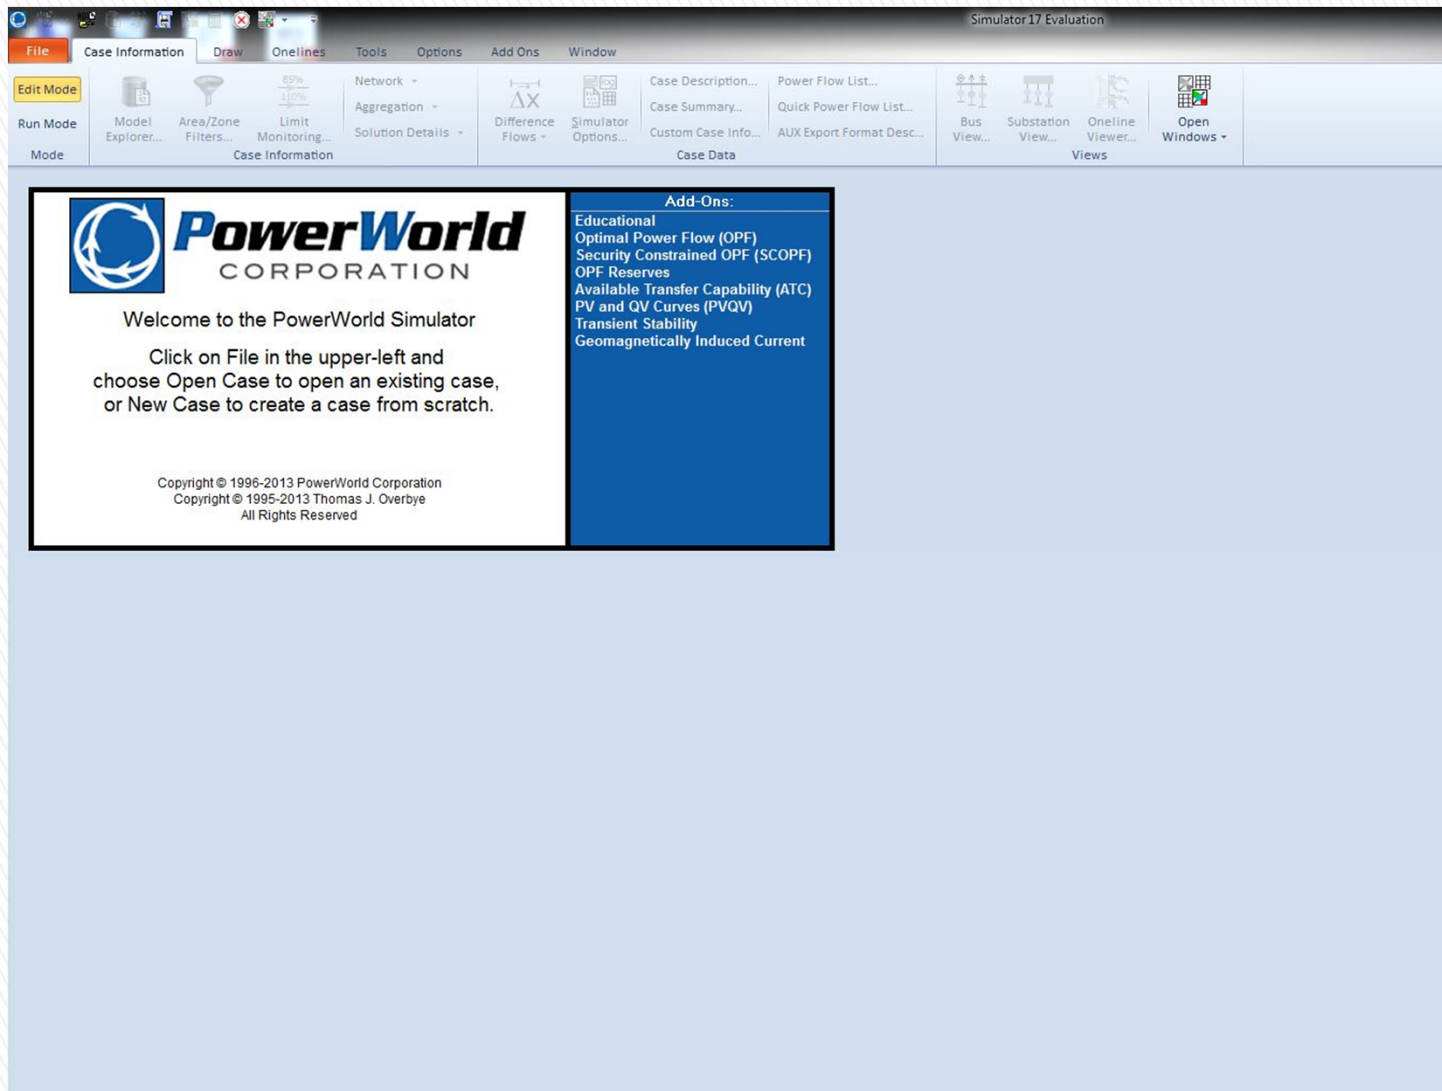 Simulator 17 Evaluation
File Case Information Draw Onelines Tools Options Add Ons Window
Edit Mode
Run Mode
Mode
Model Explorer...
Area/Zone Filters...
85%
110%
Limit Monitoring...
Network
Aggregation
Solution Details
Case Information
ΔX
Difference Flows
Simulator Options...
Case Description...
Case Summary...
Custom Case Info...
Power Flow List...
Quick Power Flow List...
AUX Export Format Desc...
Case Data
Bus View...
Substation View...
Oneline Viewer...
Open Windows
Views
PowerWorld
CORPORATION
Welcome to the PowerWorld Simulator
Click on File in the upper-left and
choose Open Case to open an existing case,
or New Case to create a case from scratch.
Copyright © 1996-2013 PowerWorld Corporation
Copyright © 1995-2013 Thomas J. Overbye
All Rights Reserved
Add-Ons:
Educational
Optimal Power Flow (OPF)
Security Constrained OPF (SCOPF)
OPF Reserves
Available Transfer Capability (ATC)
PV and QV Curves (PVQV)
Transient Stability
Geomagnetically Induced Current